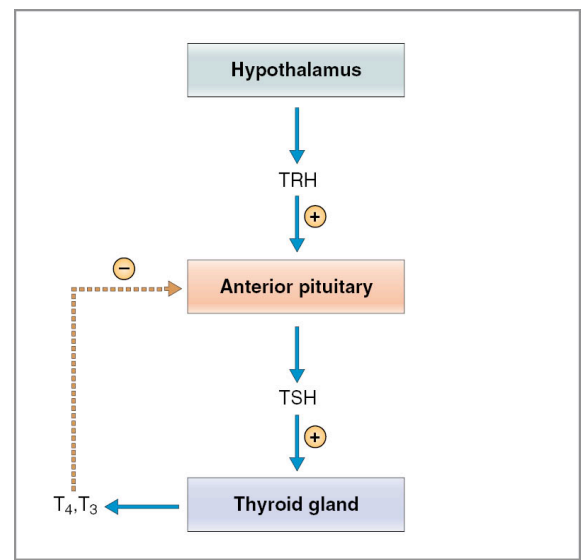 Hypothalamus
TRH
+
−
Anterior pituitary
TSH
+
T₄,T₃
Thyroid gland